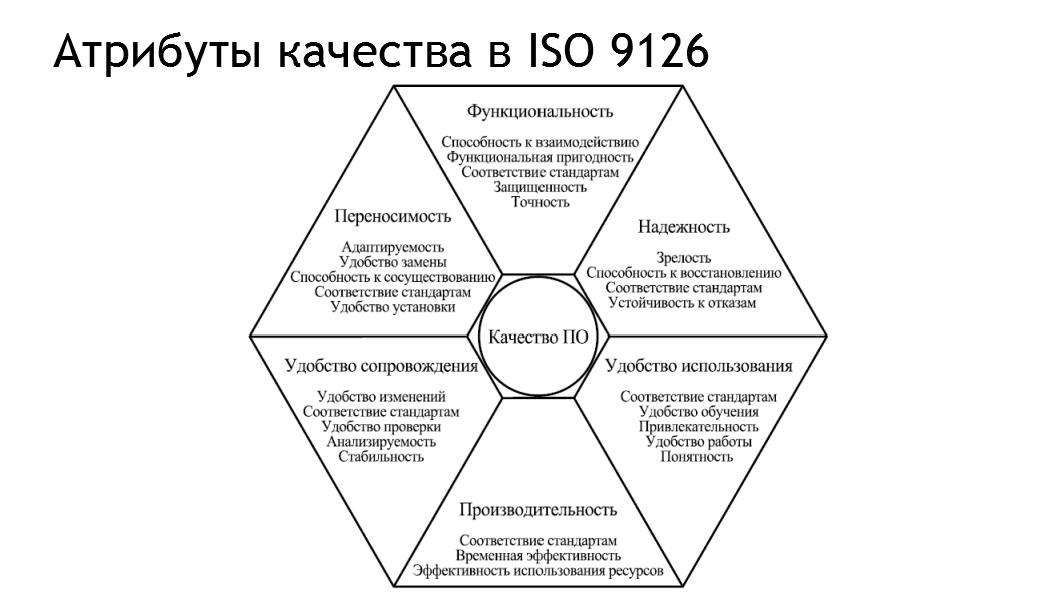 Атрибуты качества в ISO 9126
Функциональность
Способность к взаимодействию
Функциональная пригодность
Соответствие стандартам
Защищенность
Точность
Переносимость
Адаптируемость
Удобство замены
Способность к сосуществованию
Соответствие стандартам
Удобство установки
Надежность
Зрелость
Способность к восстановлению
Соответствие стандартам
Устойчивость к отказам
Качество ПО
Удобство сопровождения
Удобство изменений
Соответствие стандартам
Удобство проверки
Анализируемость
Стабильность
Удобство использования
Соответствие стандартам
Удобство обучения
Привлекательность
Удобство работы
Понятность
Производительность
Соответствие стандартам
Временная эффективность
Эффективность использования ресурсов